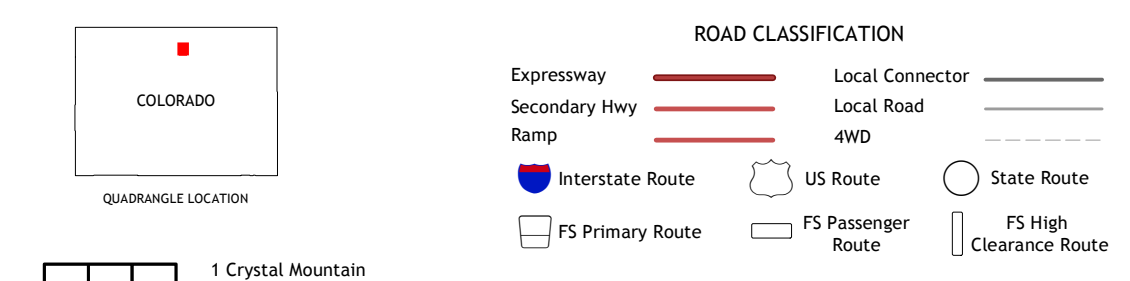 COLORADO
QUADRANGLE LOCATION
1 Crystal Mountain
ROAD CLASSIFICATION
Expressway
Local Connector
Secondary Hwy
Local Road
Ramp
4WD
Interstate Route
US Route
State Route
FS Primary Route
FS Passenger
Route
FS High
Clearance Route